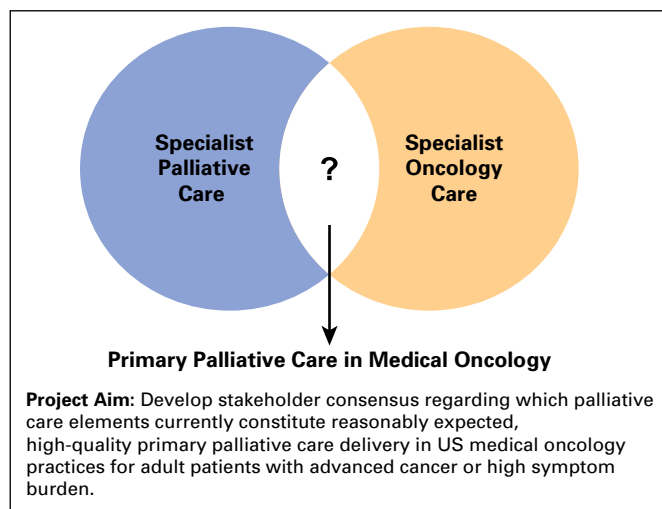 Specialist
Palliative
Care
?
Specialist
Oncology
Care
Primary Palliative Care in Medical Oncology
Project Aim: Develop stakeholder consensus regarding which palliative
care elements currently constitute reasonably expected,
high-quality primary palliative care delivery in US medical oncology
practices for adult patients with advanced cancer or high symptom
burden.